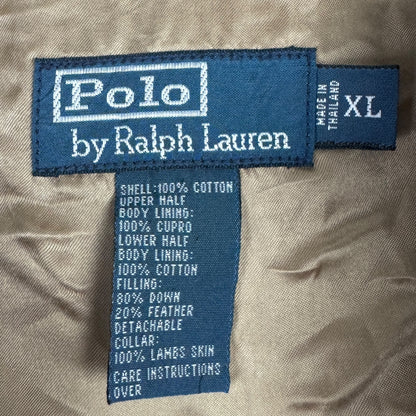 Polo
by Ralph Lauren
MADE IN
THAILAND
XL
SHELL:100% COTTON
UPPER HALF
BODY LINING:
100% CUPRO
LOWER HALF
BODY LINING:
100% COTTON
FILLING:
80% DOWN
20% FEATHER
DETACHABLE
COLLAR:
100% LAMBS SKIN
CARE INSTRUCTIONS
OVER